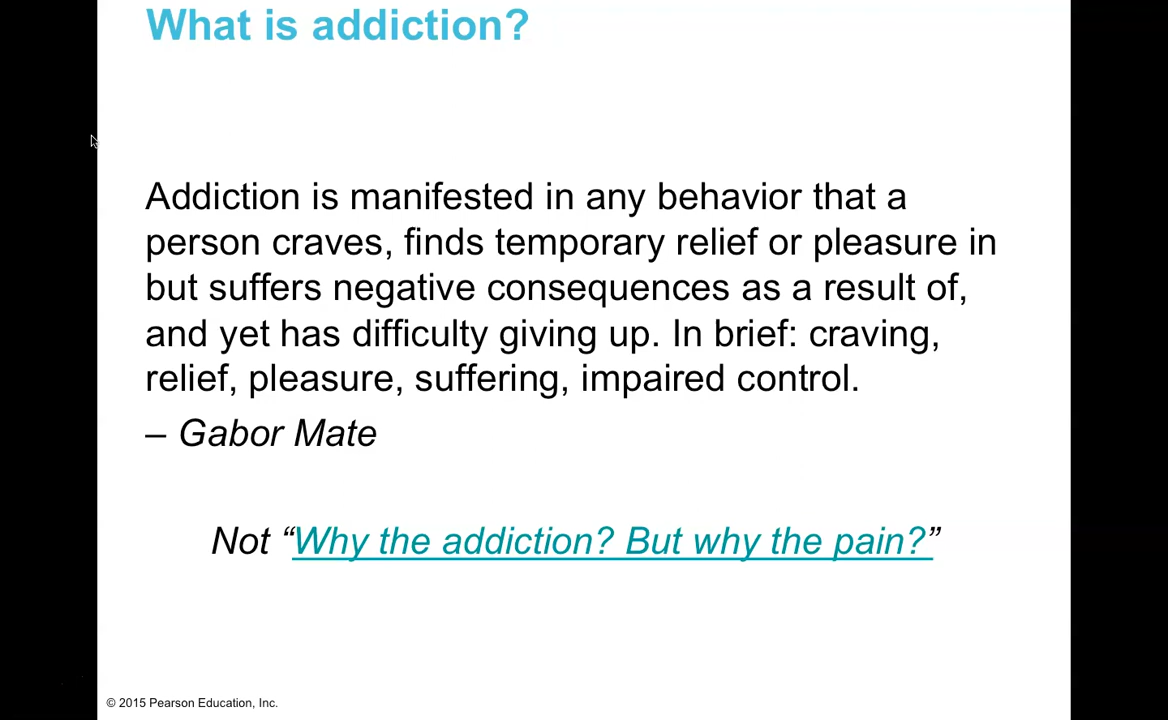 What is addiction?
Addiction is manifested in any behavior that a
person craves, finds temporary relief or pleasure in
but suffers negative consequences as a result of,
and yet has difficulty giving up. In brief: craving,
relief, pleasure, suffering, impaired control.
– Gabor Mate
Not “Why the addiction? But why the pain?”
© 2015 Pearson Education, Inc.